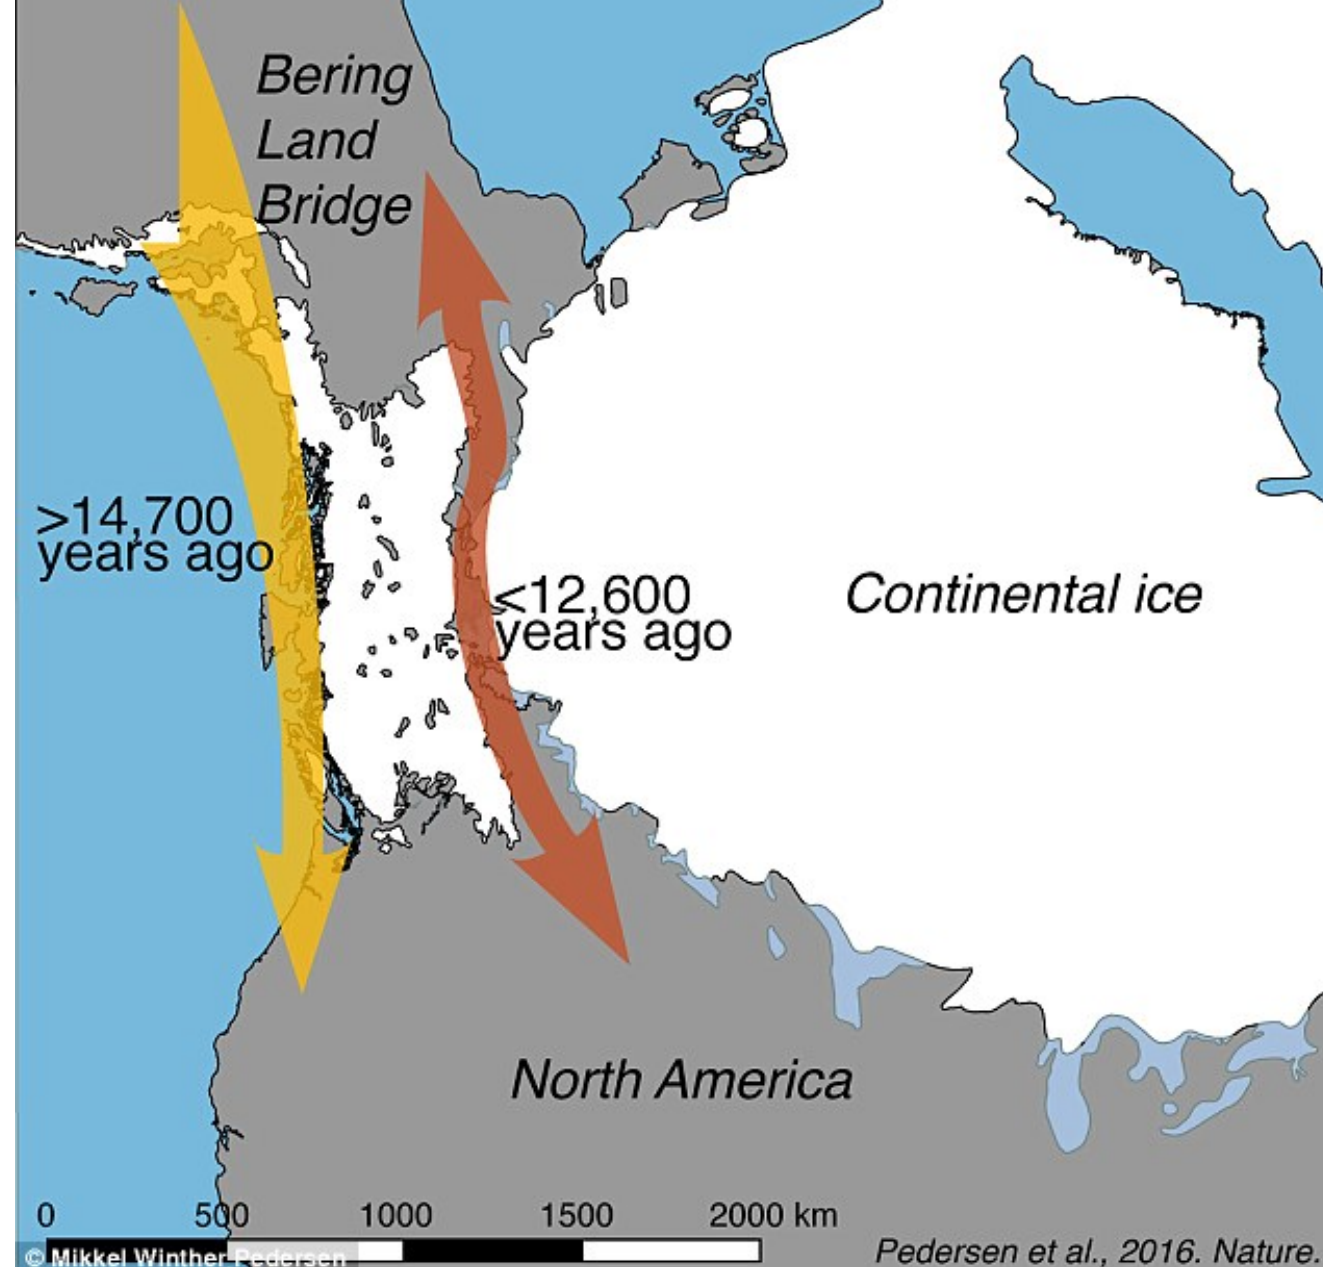 Bering
Land
Bridge
>14,700
years ago
<12,600
years ago
Continental ice
North America
0 500 1000 1500 2000 km
© Mikkel Winther Pedersen
Pedersen et al., 2016. Nature.